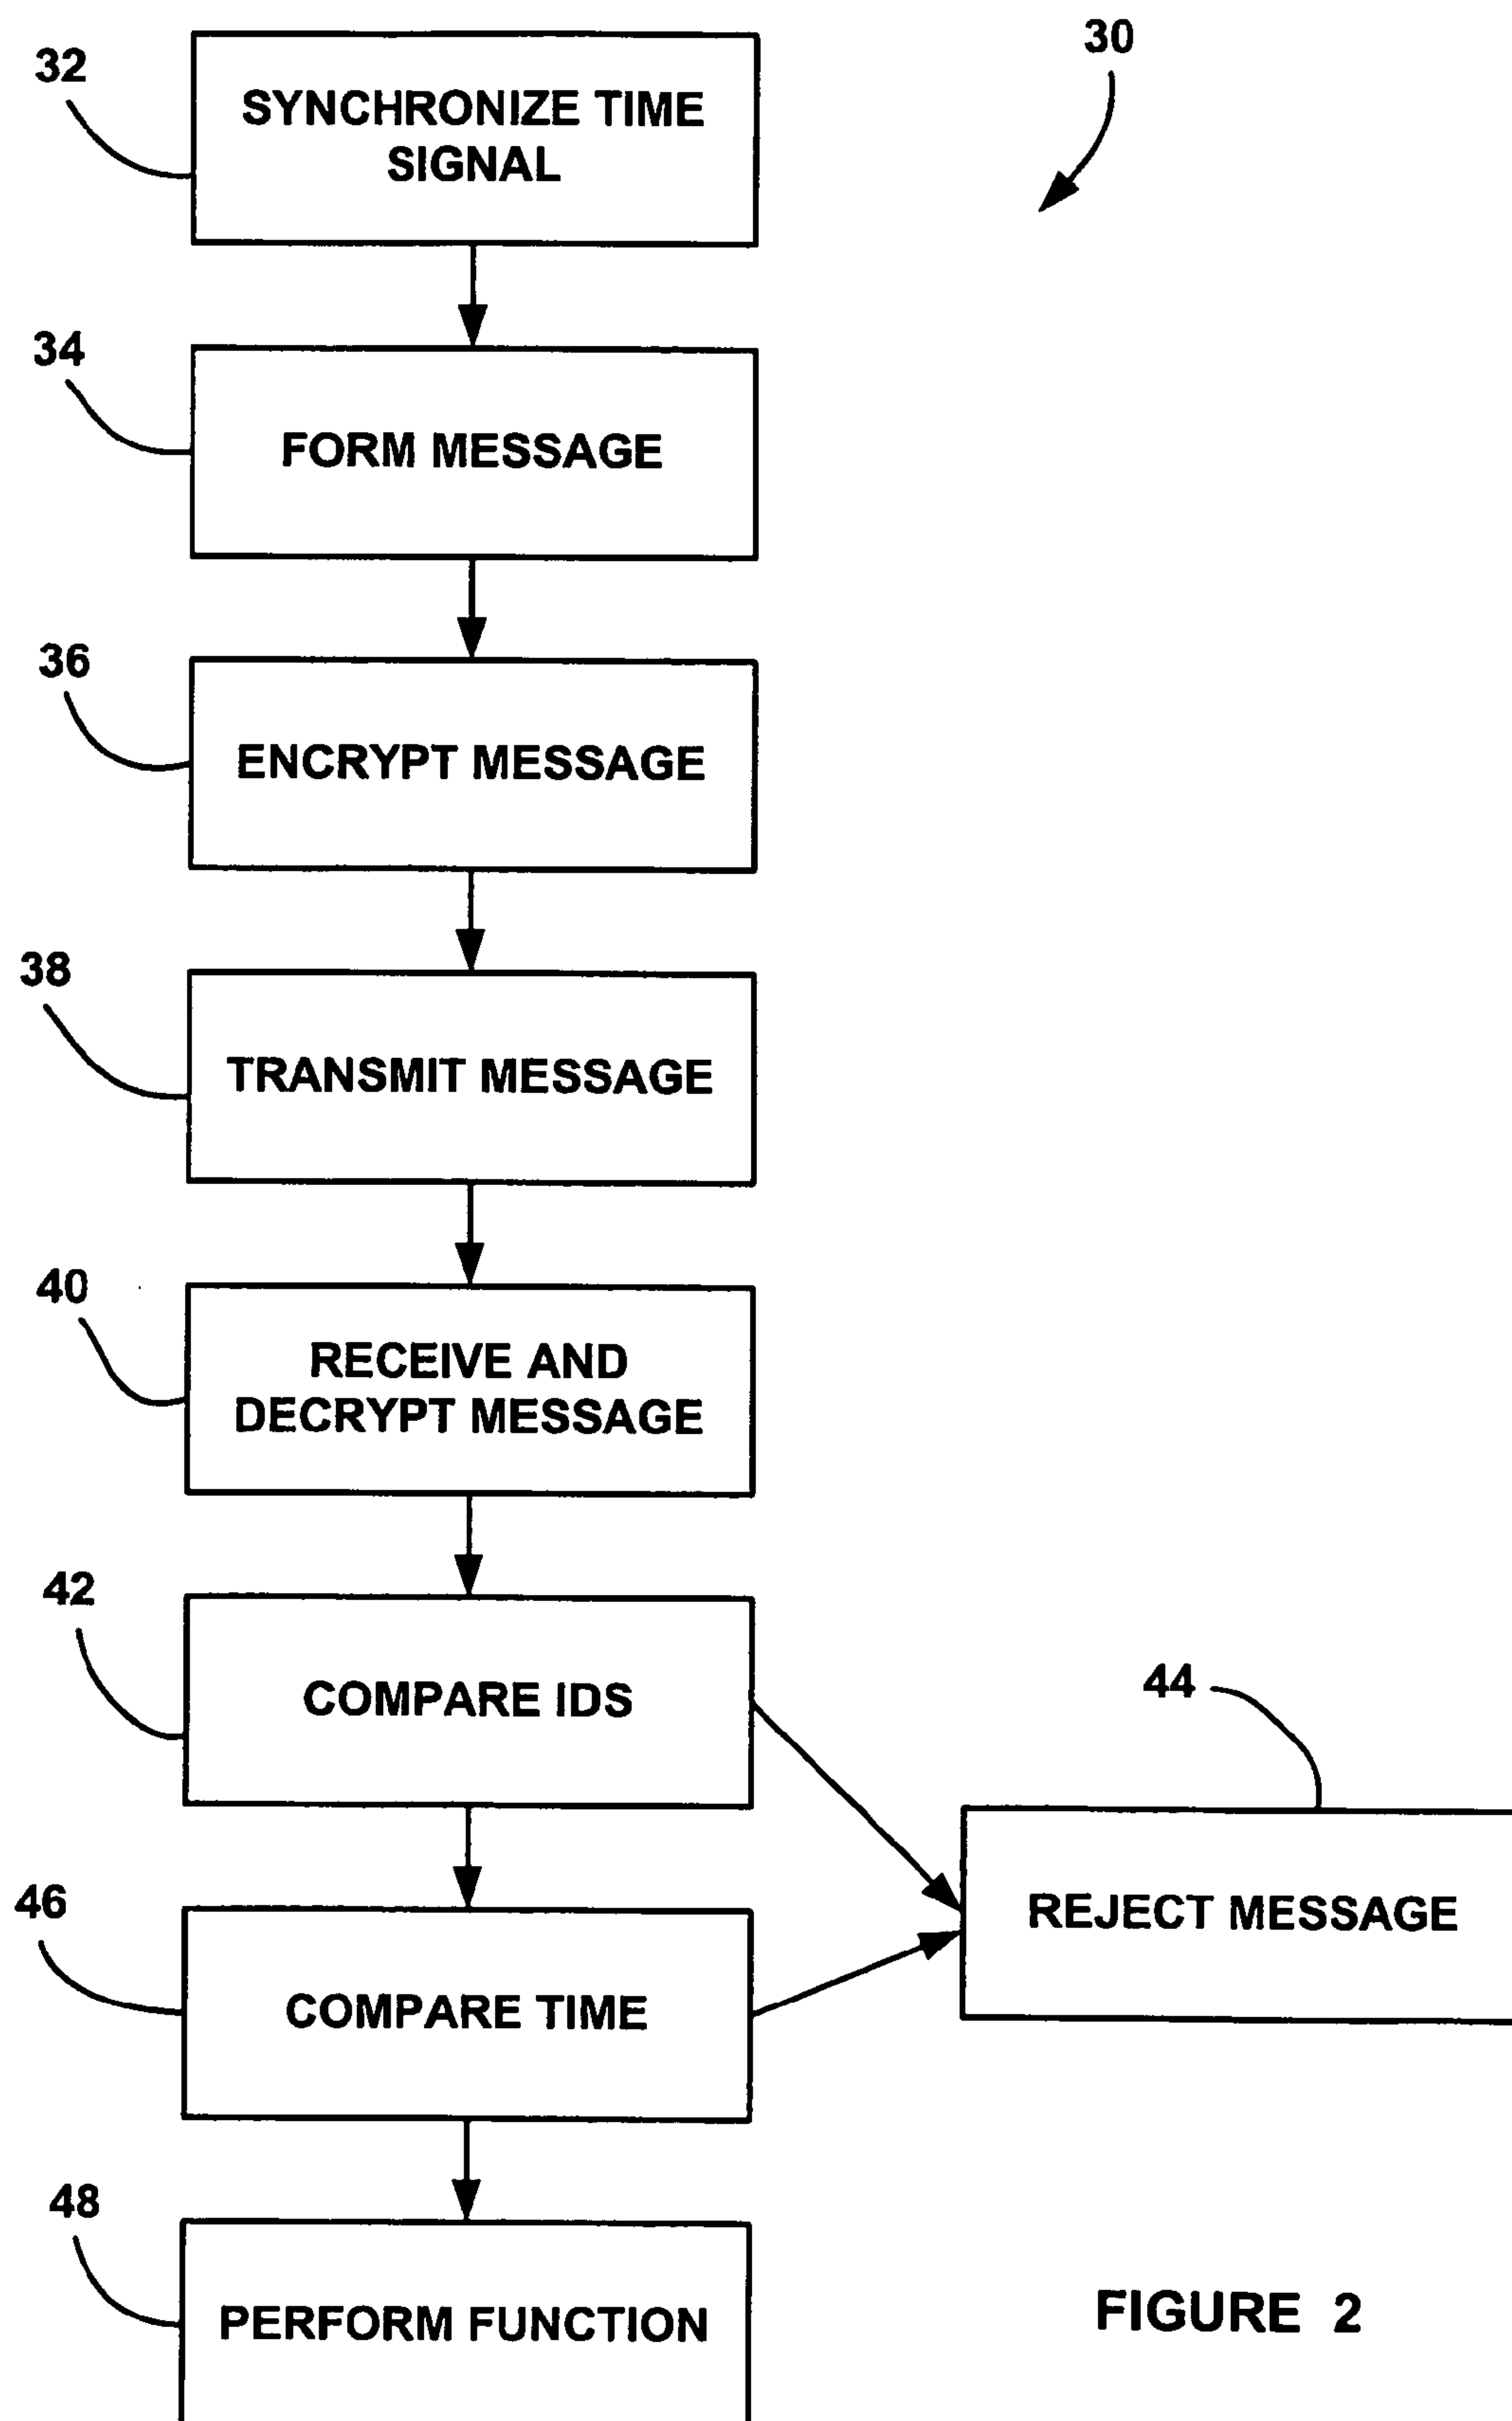 30
32
SYNCHRONIZE TIME
SIGNAL
34
FORM MESSAGE
36
ENCRYPT MESSAGE
38
TRANSMIT MESSAGE
40
RECEIVE AND
DECRYPT MESSAGE
42
COMPARE IDS
44
REJECT MESSAGE
46
COMPARE TIME
48
PERFORM FUNCTION
FIGURE 2